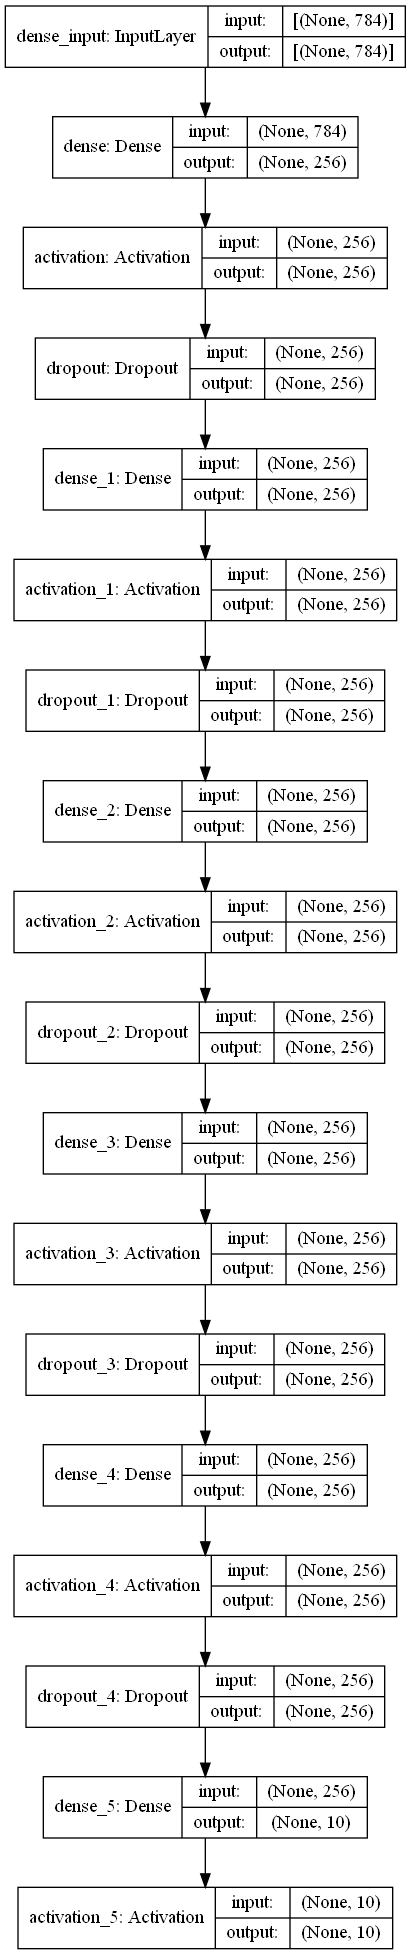 dense_input: InputLayer
input: [(None, 784)]
output: [(None, 784)]
dense: Dense
input: (None, 784)
output: (None, 256)
activation: Activation
input: (None, 256)
output: (None, 256)
dropout: Dropout
input: (None, 256)
output: (None, 256)
dense_1: Dense
input: (None, 256)
output: (None, 256)
activation_1: Activation
input: (None, 256)
output: (None, 256)
dropout_1: Dropout
input: (None, 256)
output: (None, 256)
dense_2: Dense
input: (None, 256)
output: (None, 256)
activation_2: Activation
input: (None, 256)
output: (None, 256)
dropout_2: Dropout
input: (None, 256)
output: (None, 256)
dense_3: Dense
input: (None, 256)
output: (None, 256)
activation_3: Activation
input: (None, 256)
output: (None, 256)
dropout_3: Dropout
input: (None, 256)
output: (None, 256)
dense_4: Dense
input: (None, 256)
output: (None, 256)
activation_4: Activation
input: (None, 256)
output: (None, 256)
dropout_4: Dropout
input: (None, 256)
output: (None, 256)
dense_5: Dense
input: (None, 256)
output: (None, 10)
activation_5: Activation
input: (None, 10)
output: (None, 10)